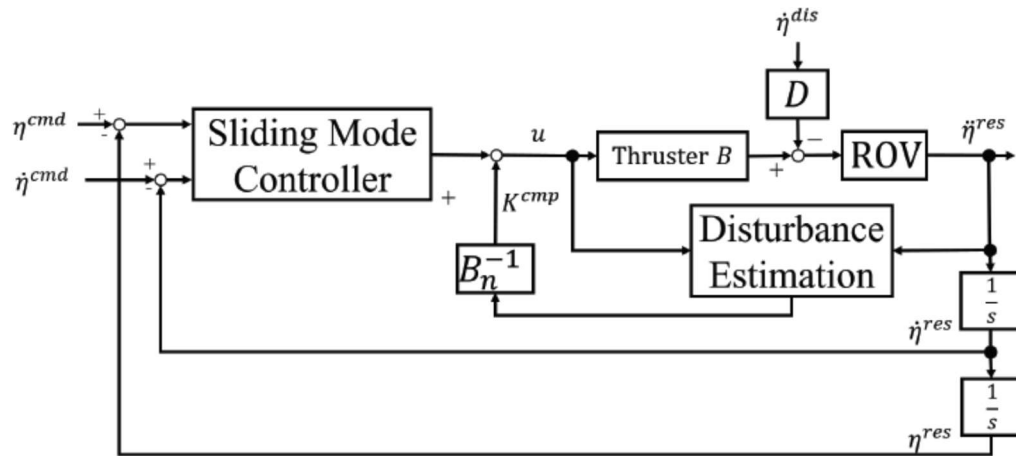 η̇^{dis}
D
η^{cmd}
+
-
Sliding Mode
Controller
u
Thruster B
−
+
ROV
η̈^{res}
η̇^{cmd}
+
-
+
K^{cmp}
B_n^{-1}
Disturbance
Estimation
1/s
η̇^{res}
1/s
η^{res}